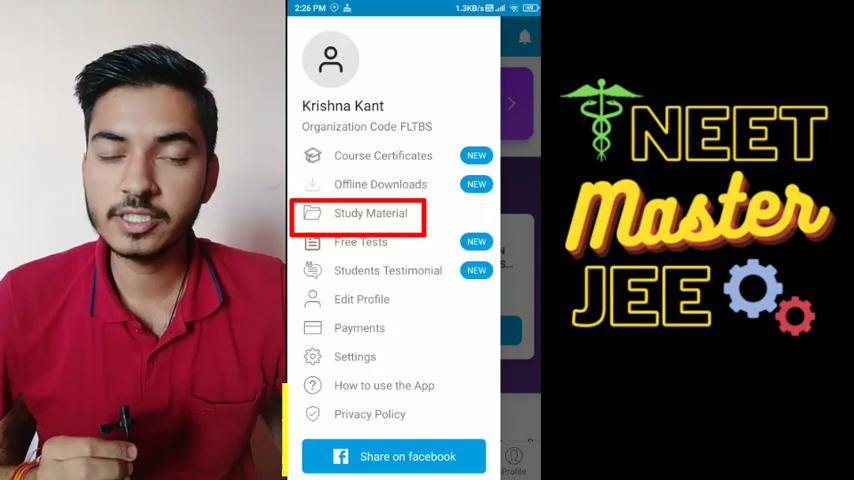 2:26 PM
1.3KB/s
69
Krishna Kant
Organization Code FLTBS
Course Certificates NEW
Offline Downloads NEW
Study Material
Free Tests NEW
Students Testimonial NEW
Edit Profile
Payments
Settings
How to use the App
Privacy Policy
Share on facebook
Profile
NEET
Master
JEE